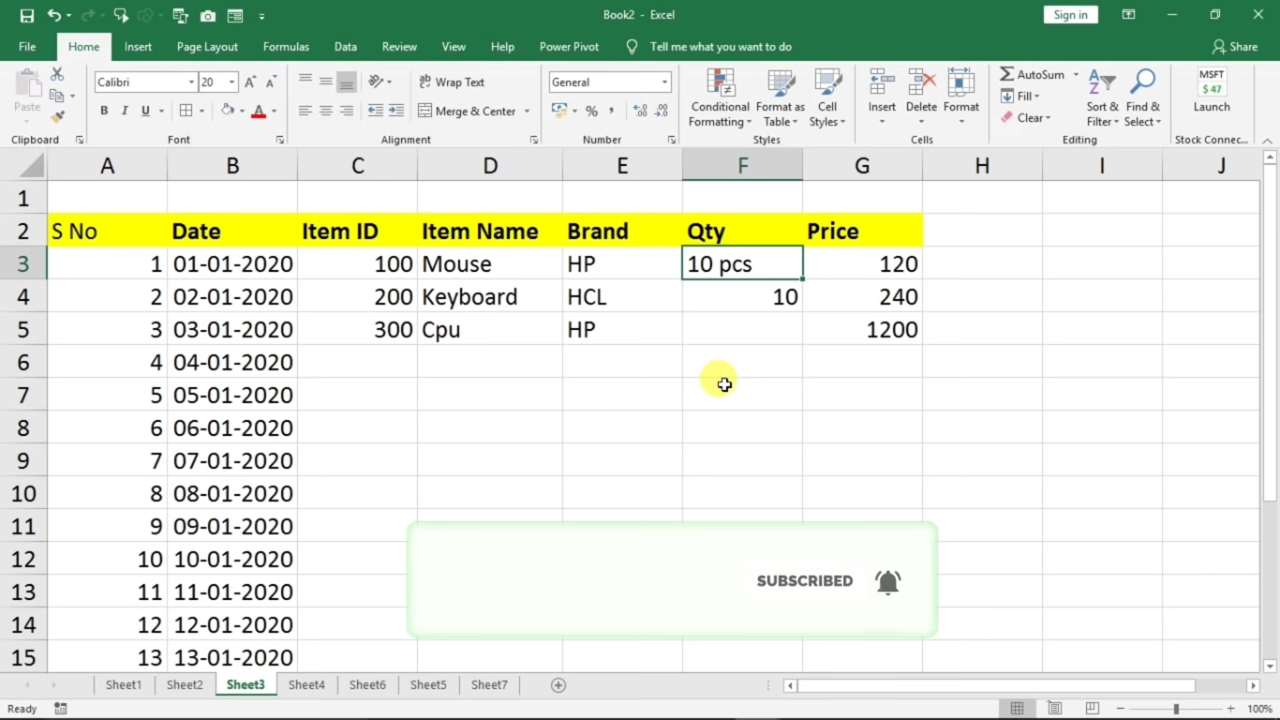 Book2 - Excel
Sign in
File Home Insert Page Layout Formulas Data Review View Help Power Pivot Tell me what you want to do Share
Paste
Calibri 20
B I U
Wrap Text
Merge & Center
General
Conditional Formatting
Format as Table
Cell Styles
Insert Delete Format
AutoSum
Fill
Clear
Sort & Filter
Find & Select
MSFT
$ 47
Launch
Clipboard Font Alignment Number Styles Cells Editing Stock Connec...
A B C D E F G H I J
1
2 S No Date Item ID Item Name Brand Qty Price
3 1 01-01-2020 100 Mouse HP 10 pcs 120
4 2 02-01-2020 200 Keyboard HCL 10 240
5 3 03-01-2020 300 Cpu HP 1200
6 4 04-01-2020
7 5 05-01-2020
8 6 06-01-2020
9 7 07-01-2020
10 8 08-01-2020
11 9 09-01-2020
12 10 10-01-2020
13 11 11-01-2020
SUBSCRIBED
14 12 12-01-2020
15 13 13-01-2020
Sheet1 Sheet2 Sheet3 Sheet4 Sheet6 Sheet5 Sheet7
Ready 100%